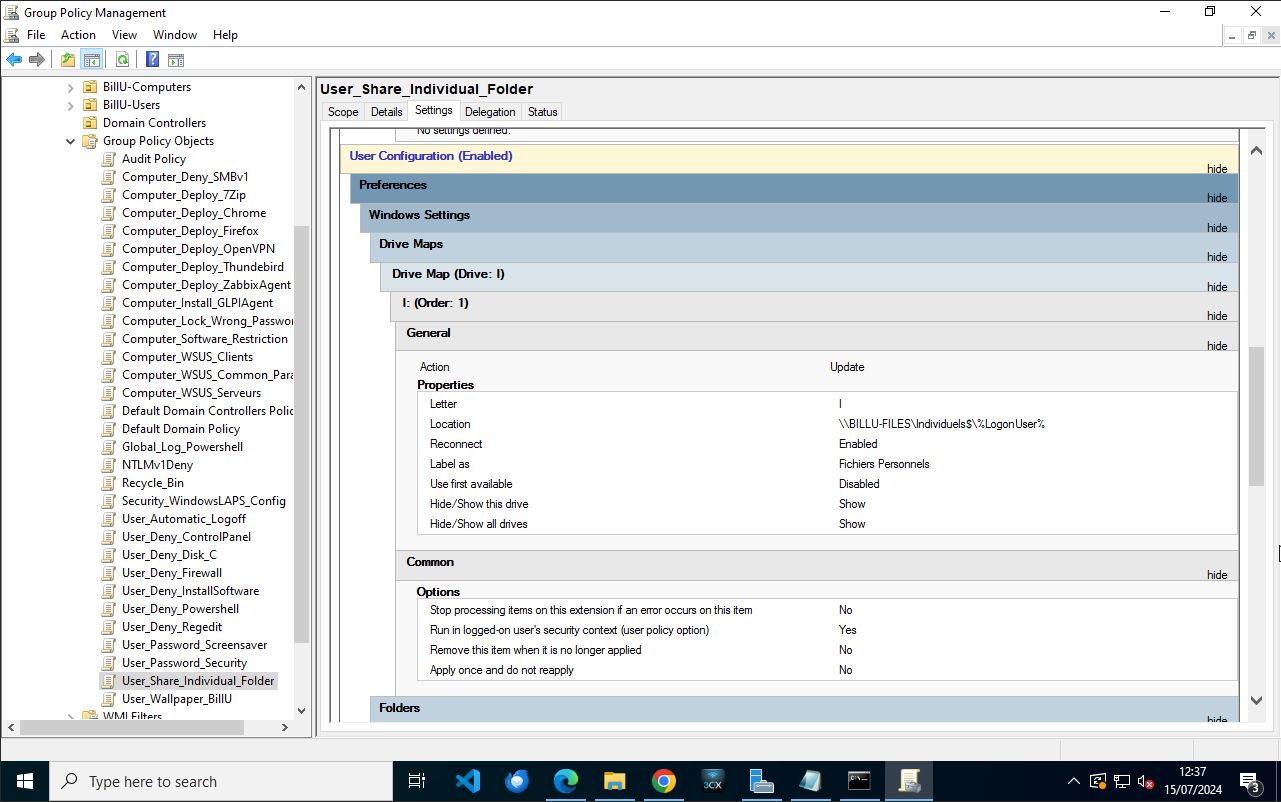 Group Policy Management
File Action View Window Help
BillU-Computers
BillU-Users
Domain Controllers
Group Policy Objects
Audit Policy
Computer_Deny_SMBv1
Computer_Deploy_7Zip
Computer_Deploy_Chrome
Computer_Deploy_Firefox
Computer_Deploy_OpenVPN
Computer_Deploy_Thundebird
Computer_Deploy_ZabbixAgent
Computer_Install_GLPIAgent
Computer_Lock_Wrong_Passwor
Computer_Software_Restriction
Computer_WSUS_Clients
Computer_WSUS_Common_Para
Computer_WSUS_Serveurs
Default Domain Controllers Polic
Default Domain Policy
Global_Log_Powershell
NTLMv1Deny
Recycle_Bin
Security_WindowsLAPS_Config
User_Automatic_Logoff
User_Deny_ControlPanel
User_Deny_Disk_C
User_Deny_Firewall
User_Deny_InstallSoftware
User_Deny_Powershell
User_Deny_Regedit
User_Password_Screensaver
User_Password_Security
User_Share_Individual_Folder
User_Wallpaper_BillU
WMI Filters
User_Share_Individual_Folder
Scope Details Settings Delegation Status
No settings defined.
User Configuration (Enabled)
hide
Preferences
hide
Windows Settings
hide
Drive Maps
hide
Drive Map (Drive: I)
hide
I: (Order: 1)
hide
General
hide
Action Update
Properties
Letter I
Location \\BILLU-FILES\Individuels$\%LogonUser%
Reconnect Enabled
Label as Fichiers Personnels
Use first available Disabled
Hide/Show this drive Show
Hide/Show all drives Show
Common
hide
Options
Stop processing items on this extension if an error occurs on this item No
Run in logged-on user's security context (user policy option) Yes
Remove this item when it is no longer applied No
Apply once and do not reapply No
Folders
hide
Type here to search
3CX
12:37
15/07/2024
3